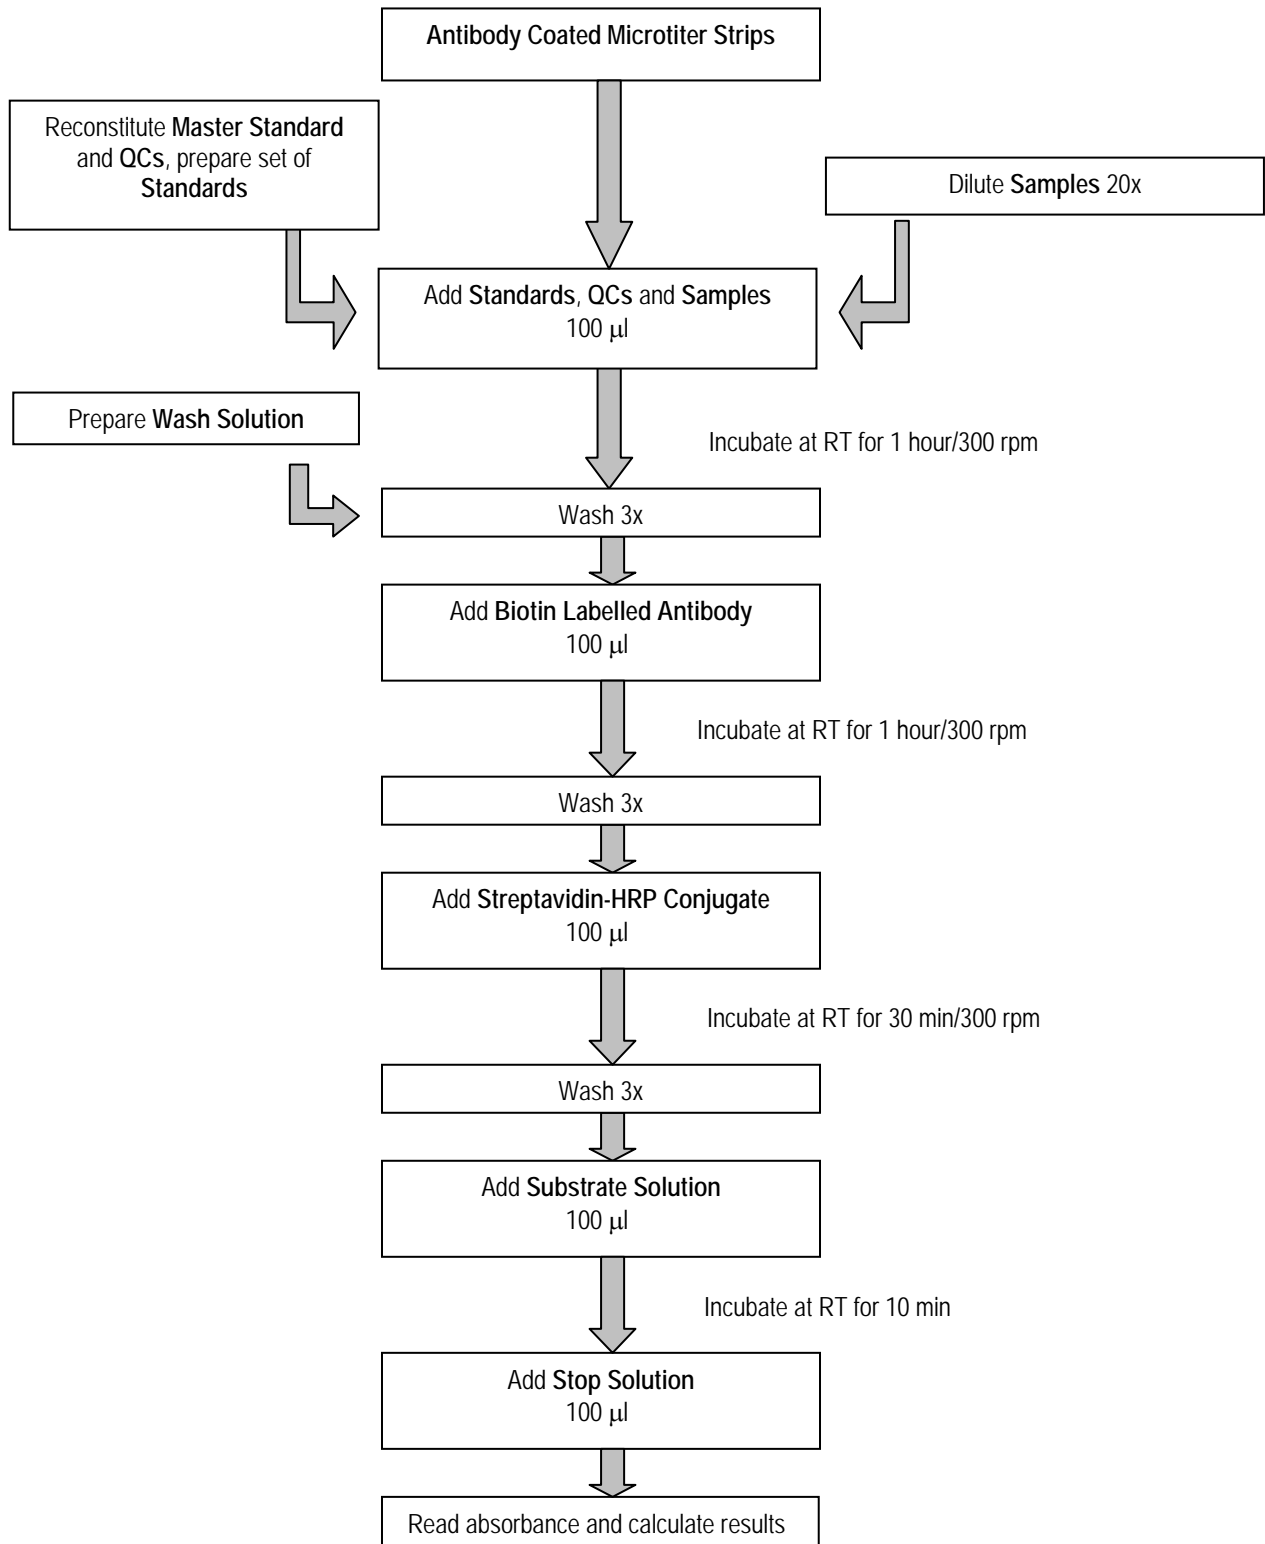 Antibody Coated Microtiter Strips
Reconstitute Master Standard
and QCs, prepare set of
Standards
Dilute Samples 20x
Add Standards, QCs and Samples
100 µl
Prepare Wash Solution
Incubate at RT for 1 hour/300 rpm
Wash 3x
Add Biotin Labelled Antibody
100 µl
Incubate at RT for 1 hour/300 rpm
Wash 3x
Add Streptavidin-HRP Conjugate
100 µl
Incubate at RT for 30 min/300 rpm
Wash 3x
Add Substrate Solution
100 µl
Incubate at RT for 10 min
Add Stop Solution
100 µl
Read absorbance and calculate results